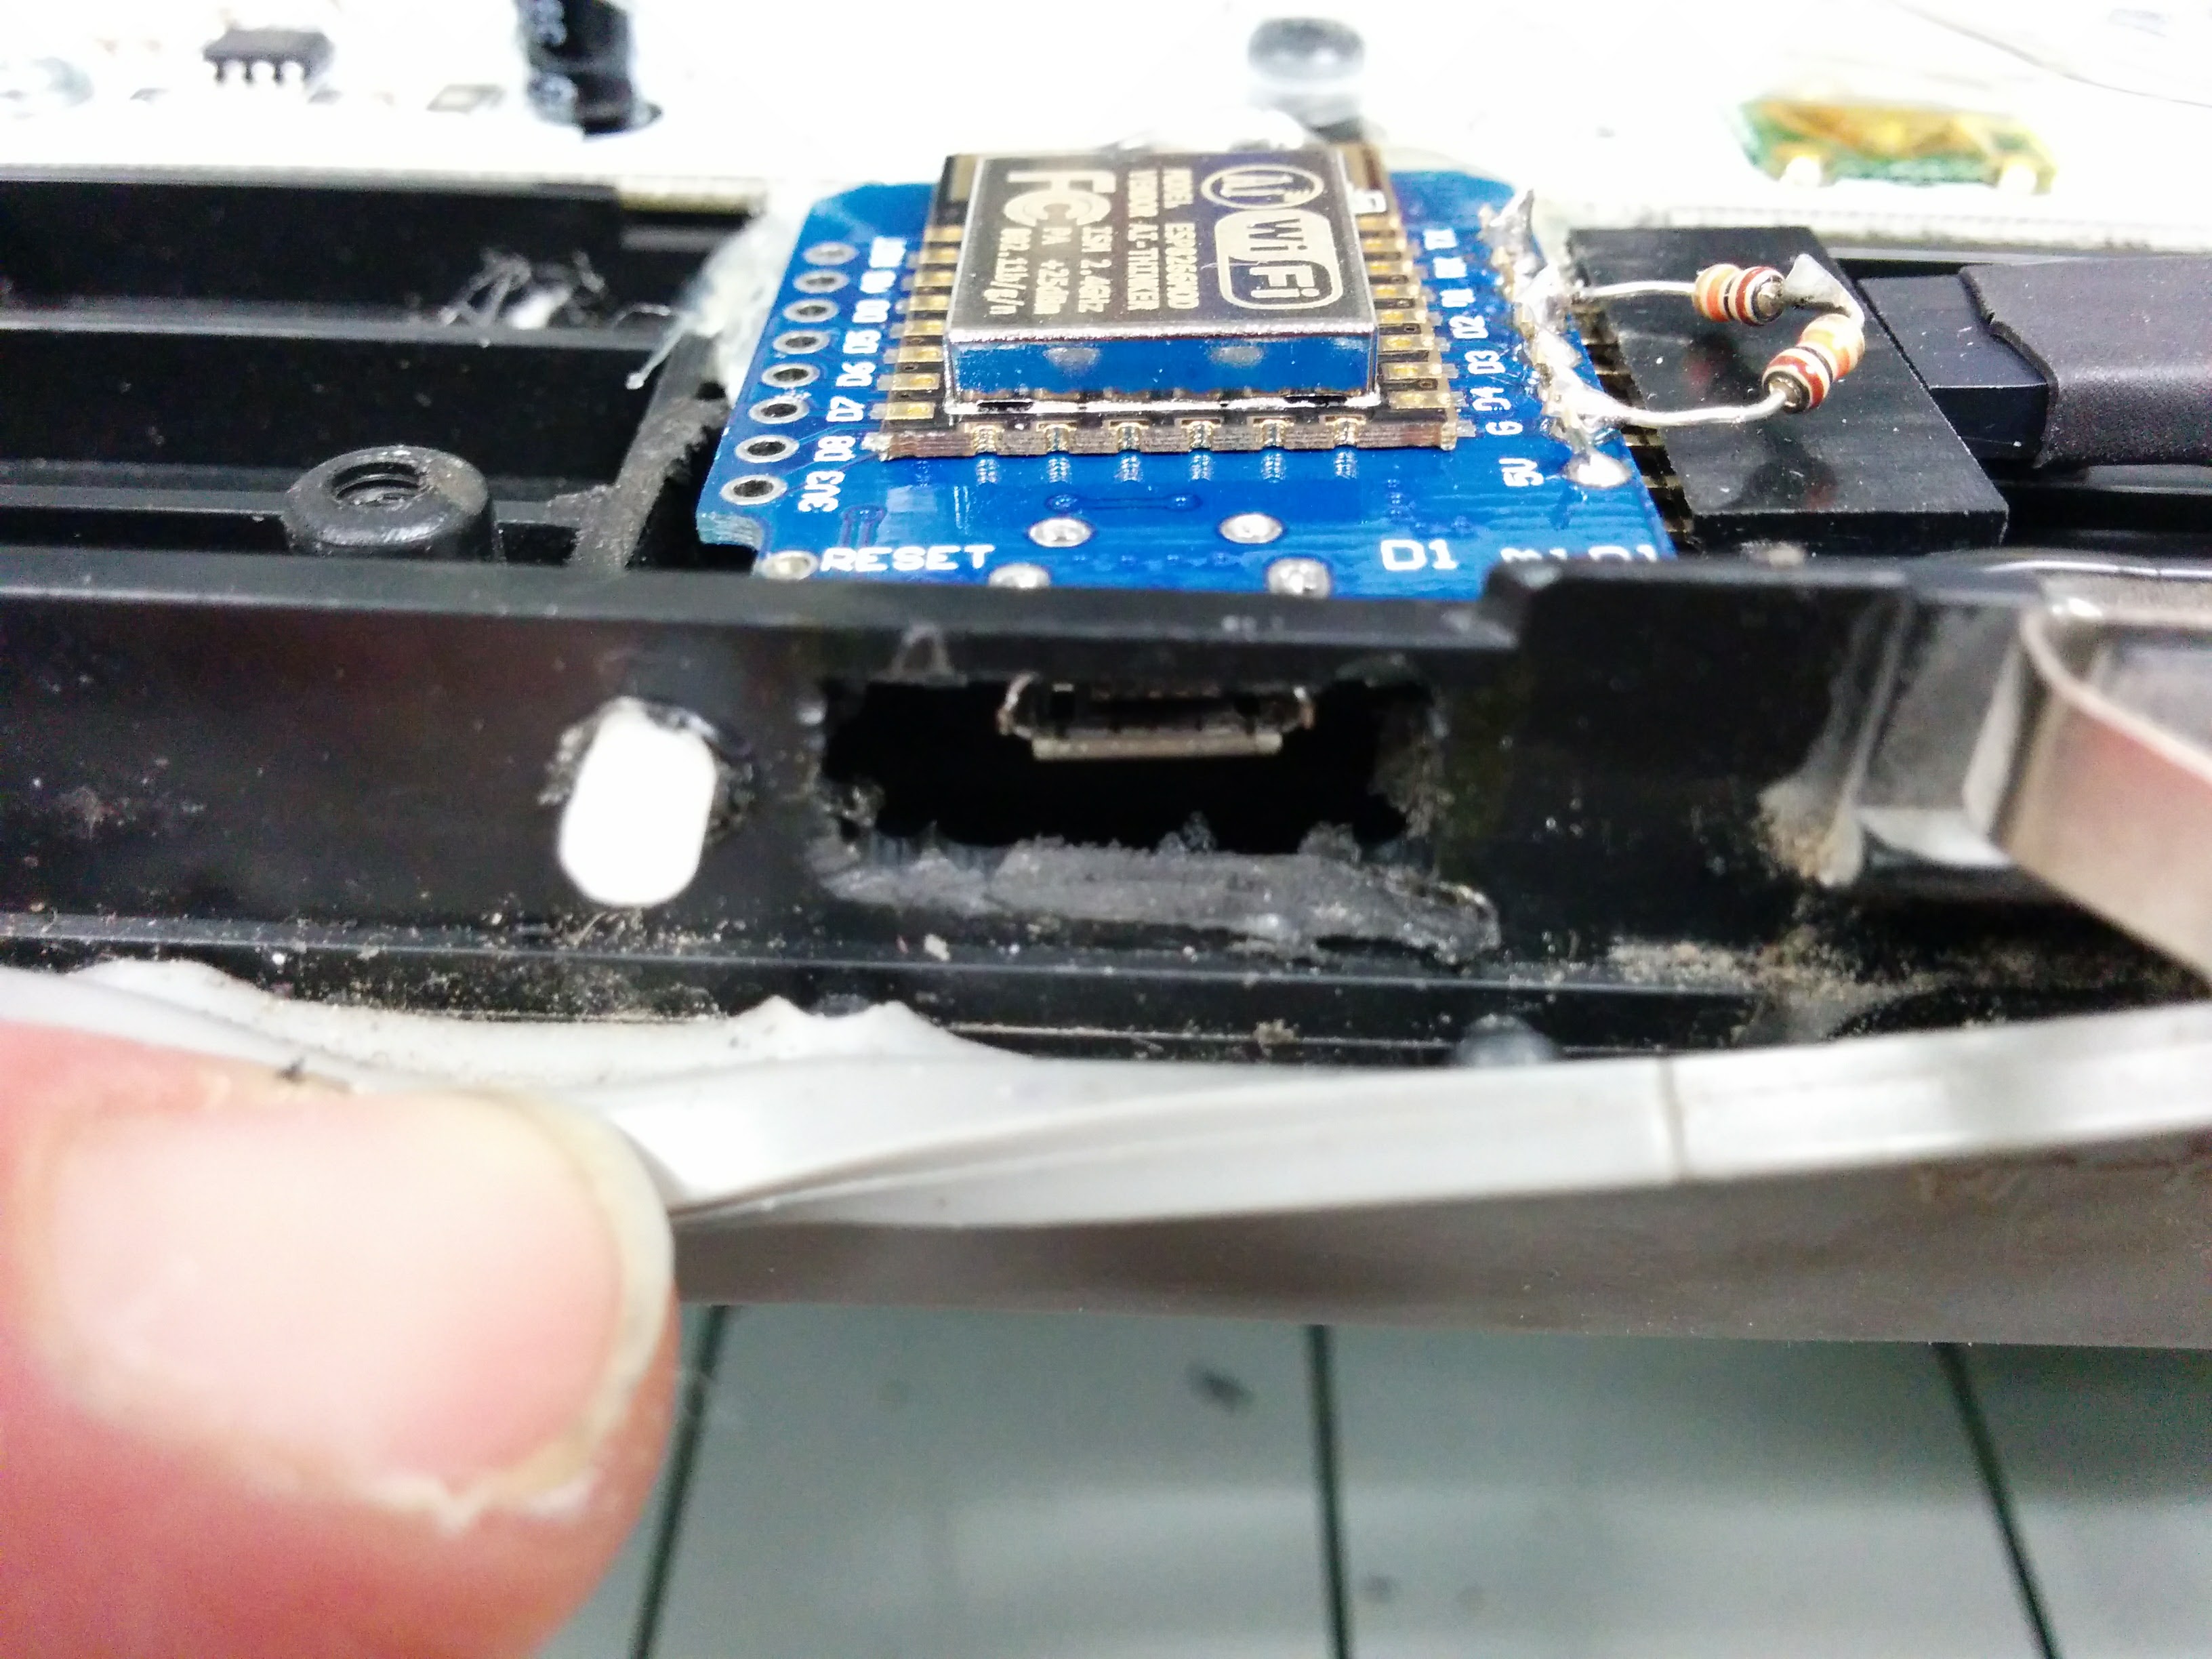 FC
Ai
WiFi
MODEL ESP8266MOD
VENDOR AI-THINKER
ISM 2.4GHz
PA +25dBm
802.11b/g/n
D5
D6
D7
D8
3V3
D2
D3
D4
G
5V
RESET
D1